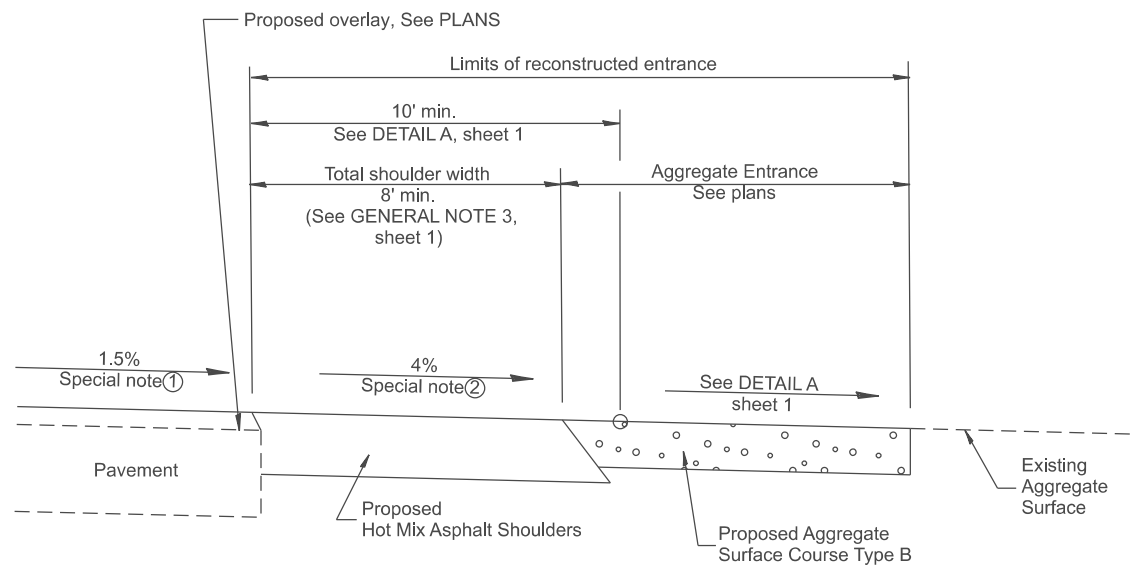 Proposed overlay, See PLANS
Limits of reconstructed entrance
10' min.
See DETAIL A, sheet 1
Total shoulder width
8' min.
(See GENERAL NOTE 3,
sheet 1)
Aggregate Entrance
See plans
1.5%
Special note①
4%
Special note②
See DETAIL A
sheet 1
Pavement
Existing
Aggregate
Surface
Proposed
Hot Mix Asphalt Shoulders
Proposed Aggregate
Surface Course Type B